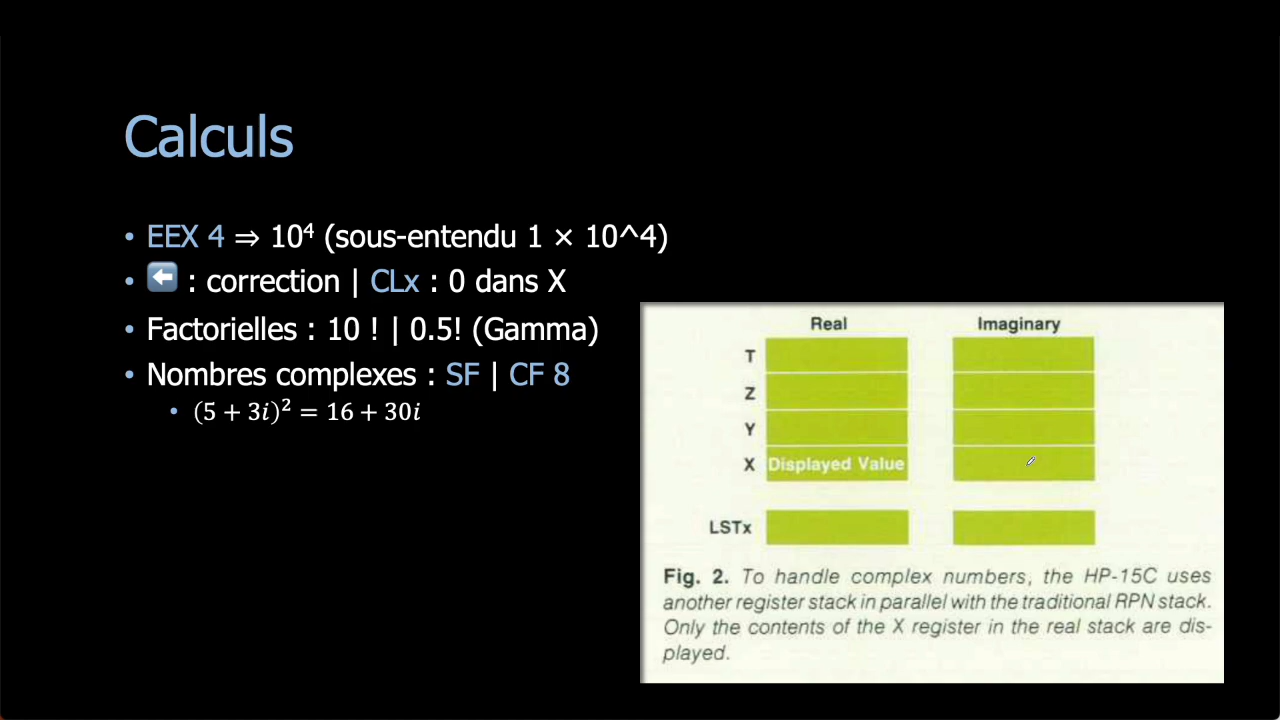 Calculs
• EEX 4 ⇒ 10⁴ (sous-entendu 1 × 10^4)
• ⬅ : correction | CLx : 0 dans X
• Factorielles : 10 ! | 0.5! (Gamma)
• Nombres complexes : SF | CF 8
• (5 + 3𝑖)² = 16 + 30𝑖
Real Imaginary
T
Z
Y
X Displayed Value
LSTx
Fig. 2. To handle complex numbers, the HP-15C uses
another register stack in parallel with the traditional RPN stack.
Only the contents of the X register in the real stack are dis-
played.